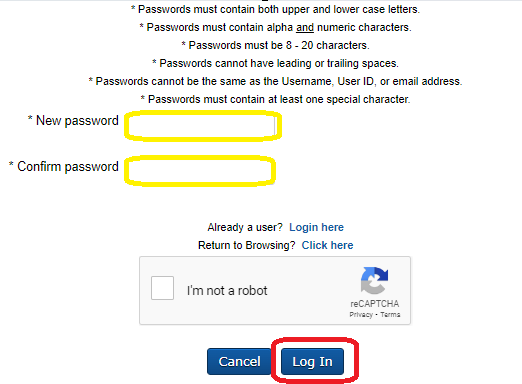 * Passwords must contain both upper and lower case letters.
* Passwords must contain alpha and numeric characters.
* Passwords must be 8 - 20 characters.
* Passwords cannot have leading or trailing spaces.
* Passwords cannot be the same as the Username, User ID, or email address.
* Passwords must contain at least one special character.
* New password
* Confirm password
Already a user? Login here
Return to Browsing? Click here
I'm not a robot
reCAPTCHA
Privacy - Terms
Cancel Log In